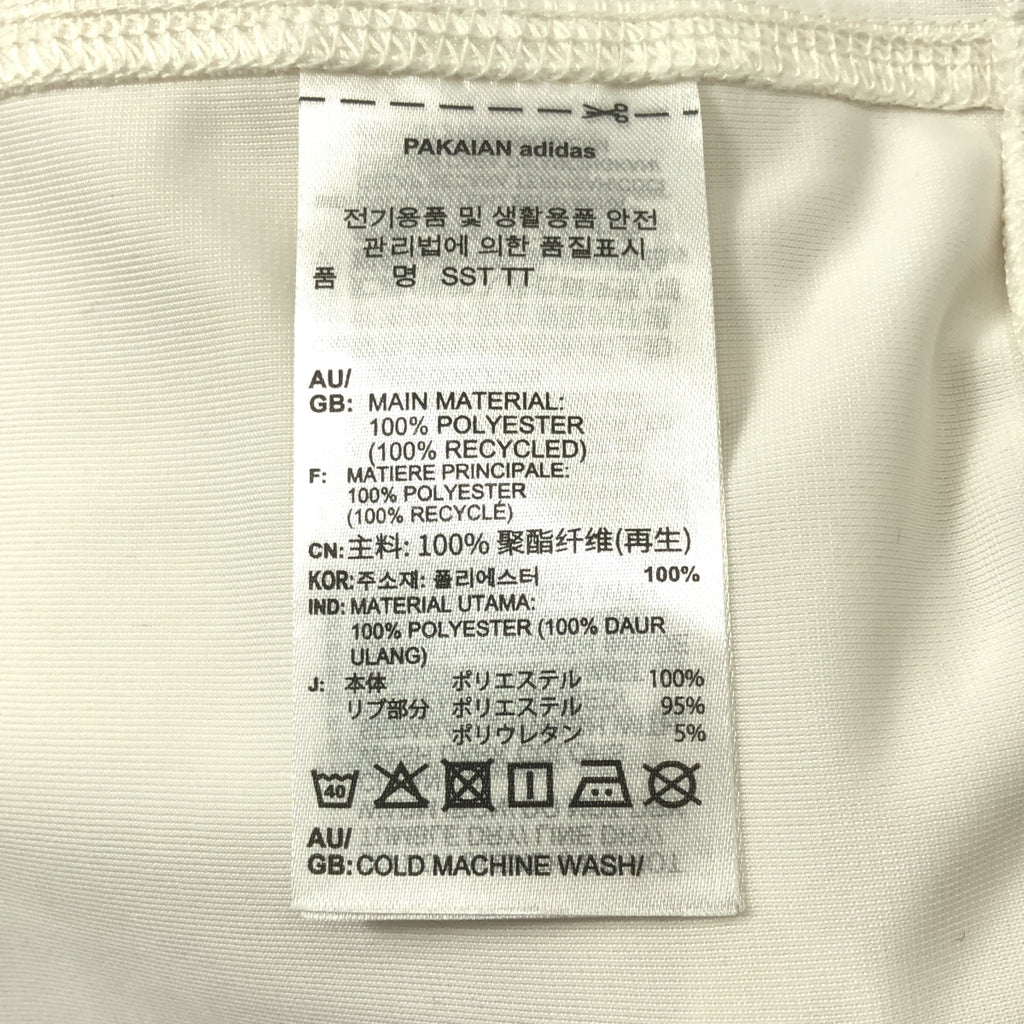 PAKAIAN adidas
전기용품 및 생활용품 안전
관리법에 의한 품질표시
품 명 SST TT
AU/
GB: MAIN MATERIAL:
100% POLYESTER
(100% RECYCLED)
F: MATIERE PRINCIPALE:
100% POLYESTER
(100% RECYCLÉ)
CN: 主料: 100% 聚酯纤维(再生)
KOR: 주소재: 폴리에스터 100%
IND: MATERIAL UTAMA:
100% POLYESTER (100% DAUR
ULANG)
J: 本体 ポリエステル 100%
リブ部分 ポリエステル 95%
ポリウレタン 5%
40
AU/
GB: COLD MACHINE WASH/